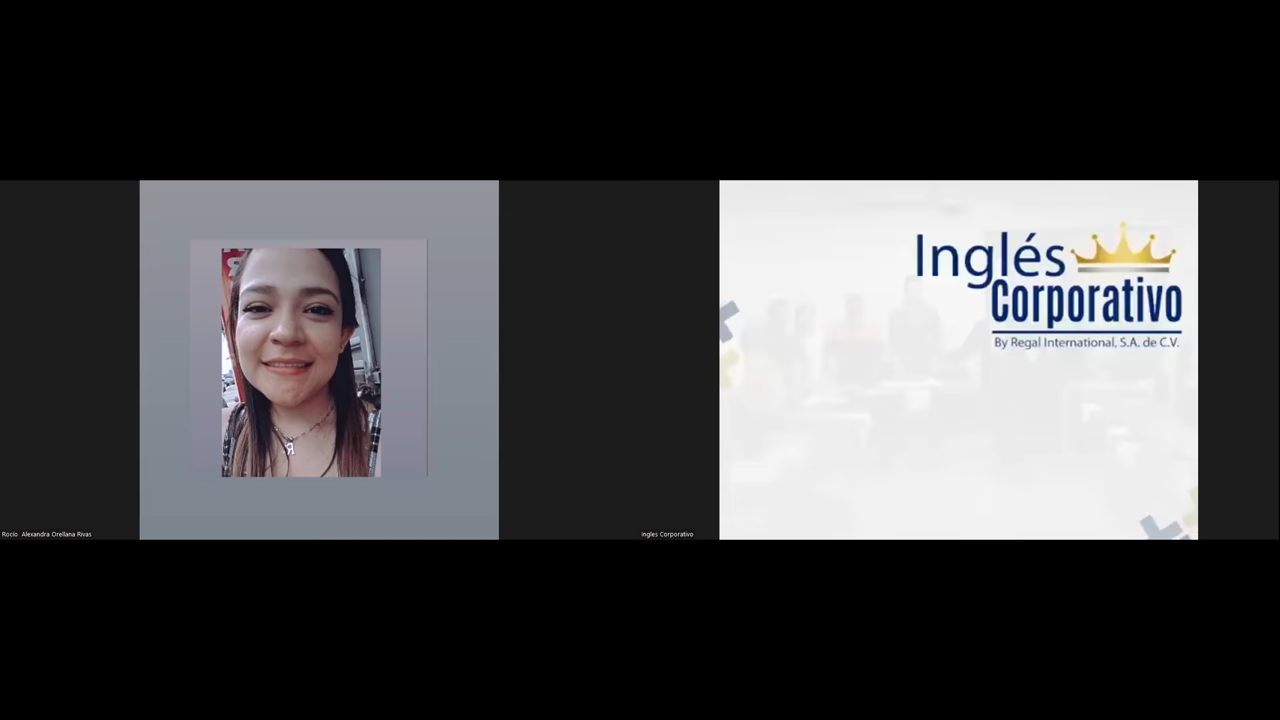 Rocio Alexandra Orellana Rivas
Inglés
Corporativo
By Regal International, S.A. de C.V.
Ingles Corporativo
R